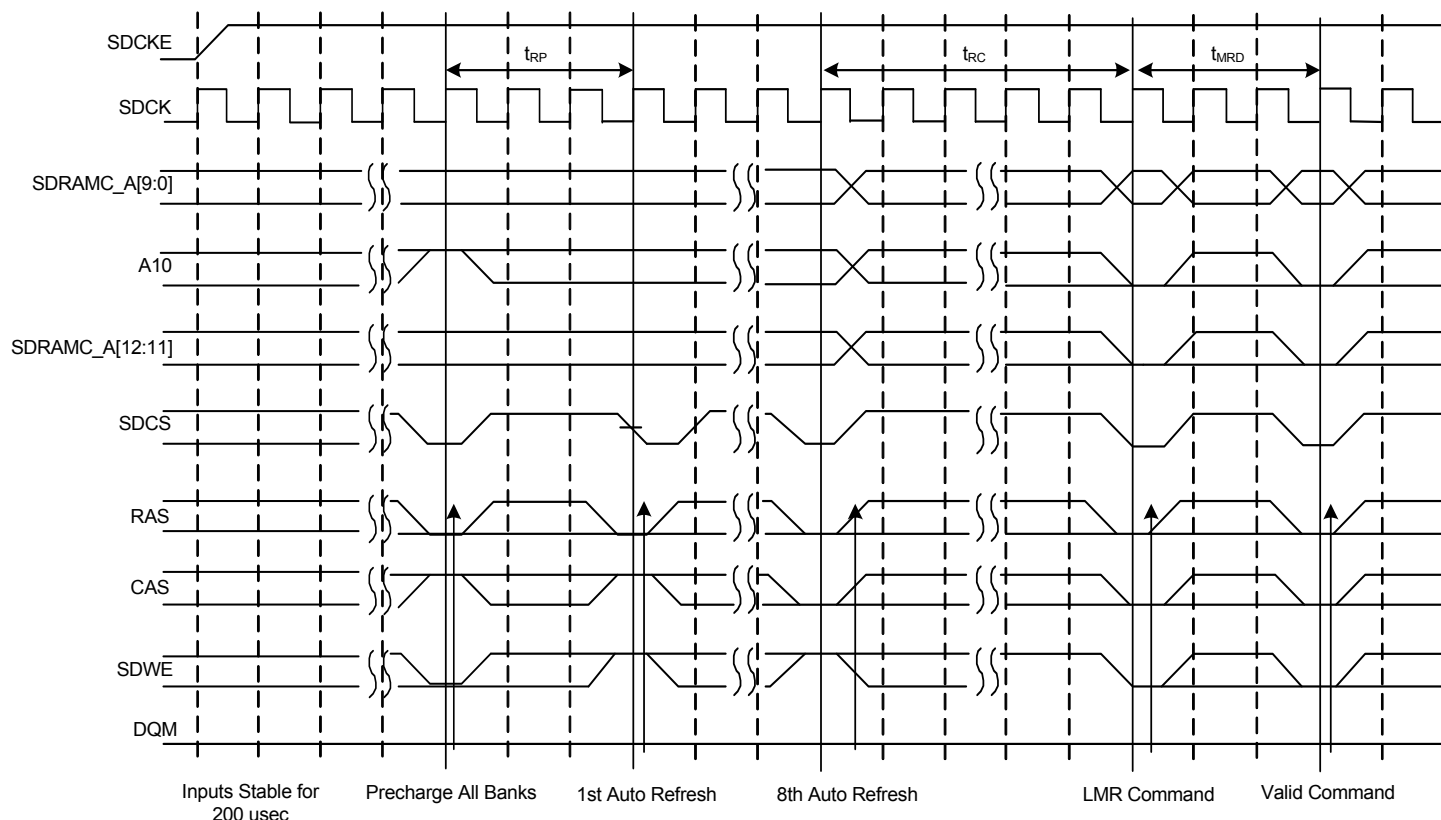 SDCKE
tRP
tRC
tMRD
SDCK
SDRAMC_A[9:0]
A10
SDRAMC_A[12:11]
SDCS
RAS
CAS
SDWE
DQM
Inputs Stable for
200 usec
Precharge All Banks
1st Auto Refresh
8th Auto Refresh
LMR Command
Valid Command